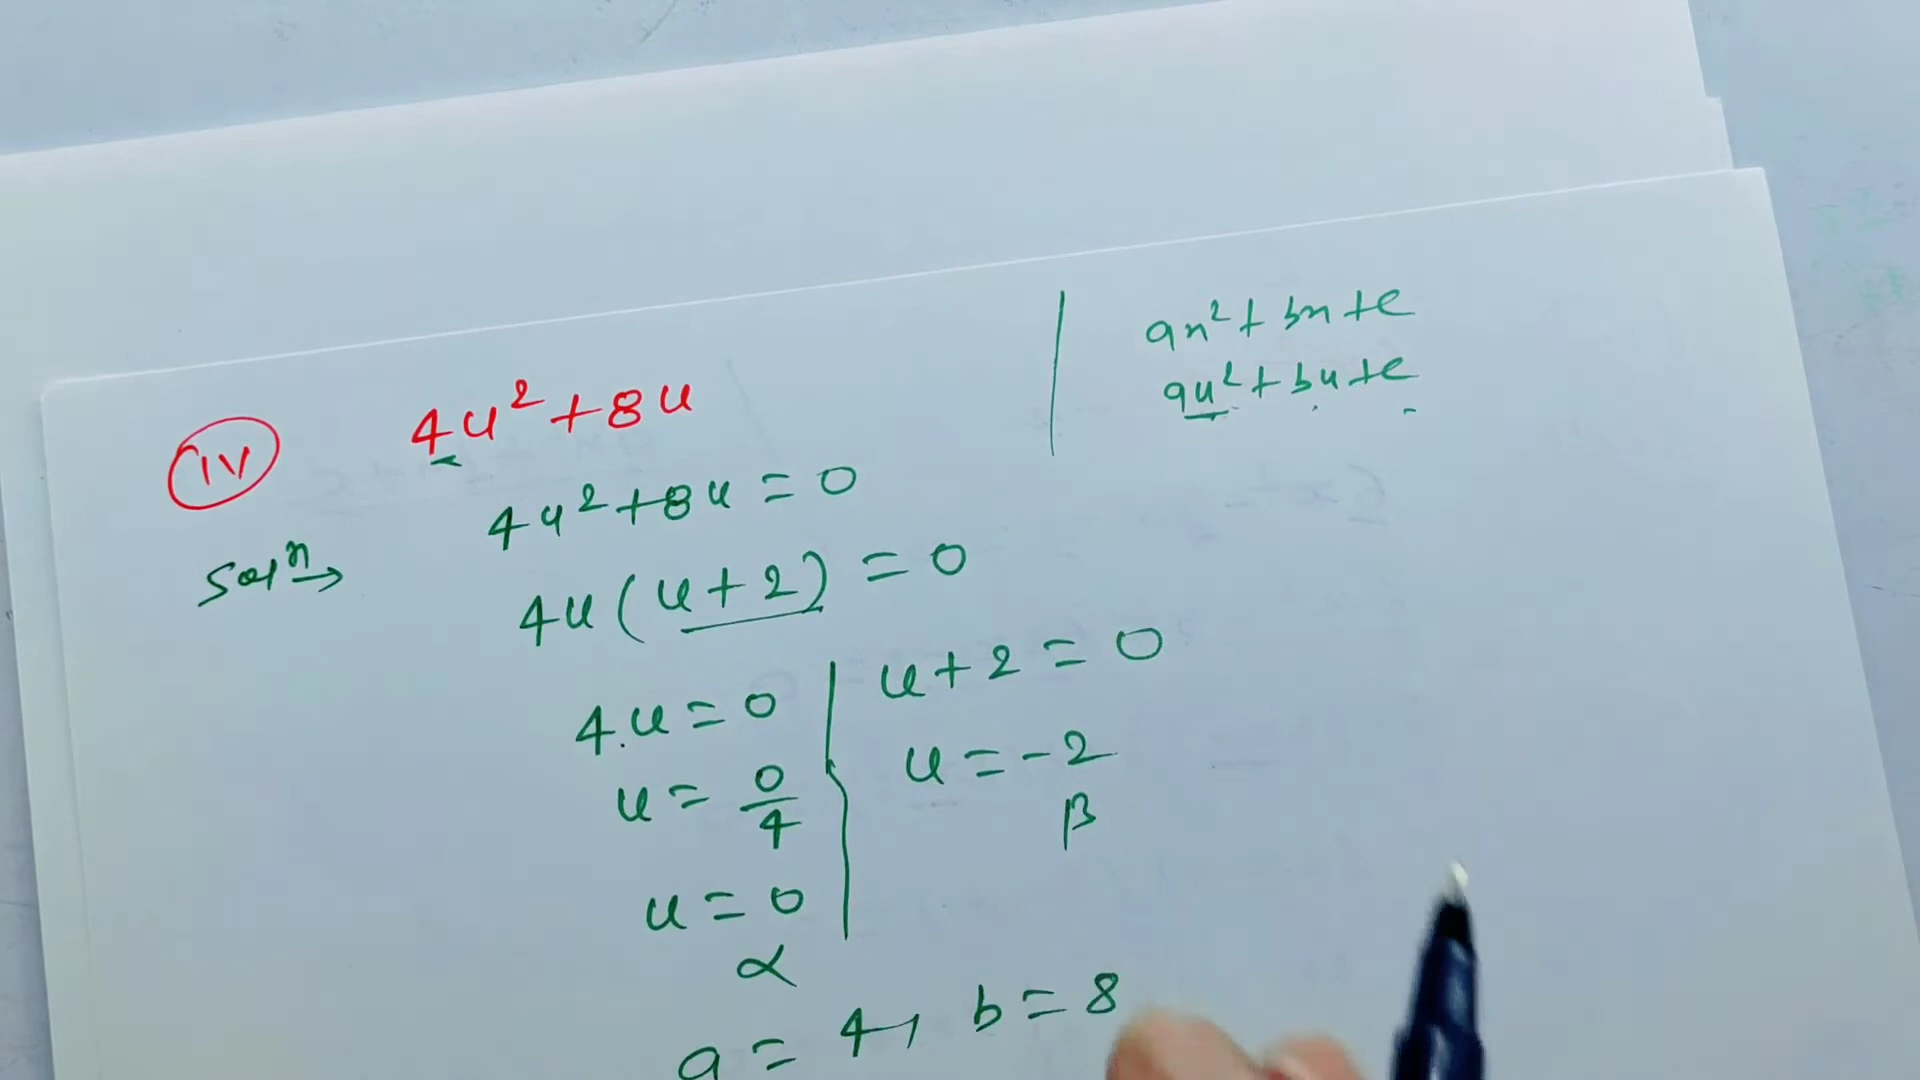 IV 4u² + 8u
Solⁿ → 4u² + 8u = 0
4u(u + 2) = 0
4.u = 0 | u + 2 = 0
u = 0/4 | u = -2
β
u = 0
α
a = 4, b = 8
ax² + bx + c
au² + bu + c